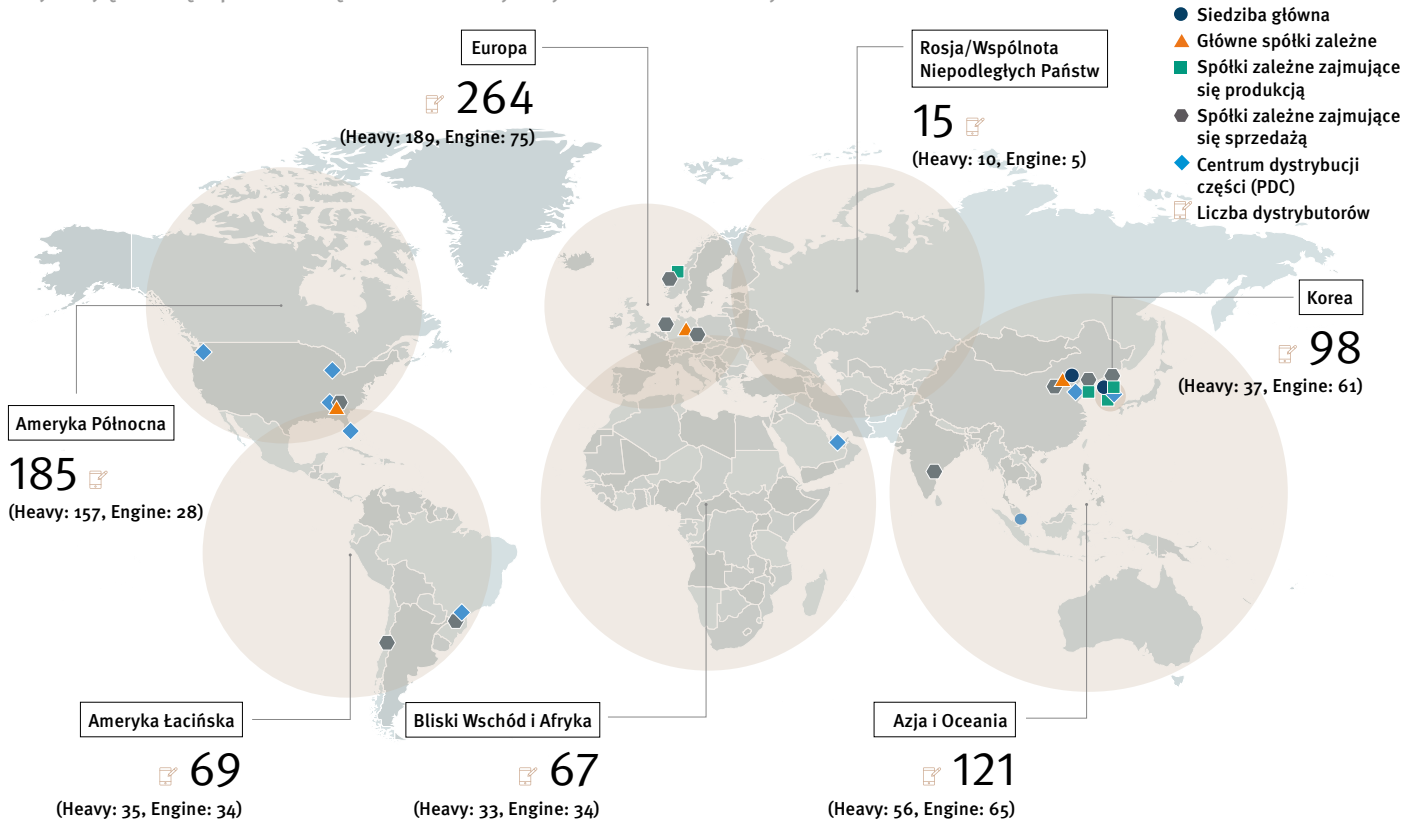 Siedziba główna
Główne spółki zależne
Spółki zależne zajmujące
się produkcją
Spółki zależne zajmujące
się sprzedażą
Centrum dystrybucji
części (PDC)
Liczba dystrybutorów
Europa
264
(Heavy: 189, Engine: 75)
Rosja/Wspólnota
Niepodległych Państw
15
(Heavy: 10, Engine: 5)
Korea
98
(Heavy: 37, Engine: 61)
Ameryka Północna
185
(Heavy: 157, Engine: 28)
Ameryka Łacińska
69
(Heavy: 35, Engine: 34)
Bliski Wschód i Afryka
67
(Heavy: 33, Engine: 34)
Azja i Oceania
121
(Heavy: 56, Engine: 65)